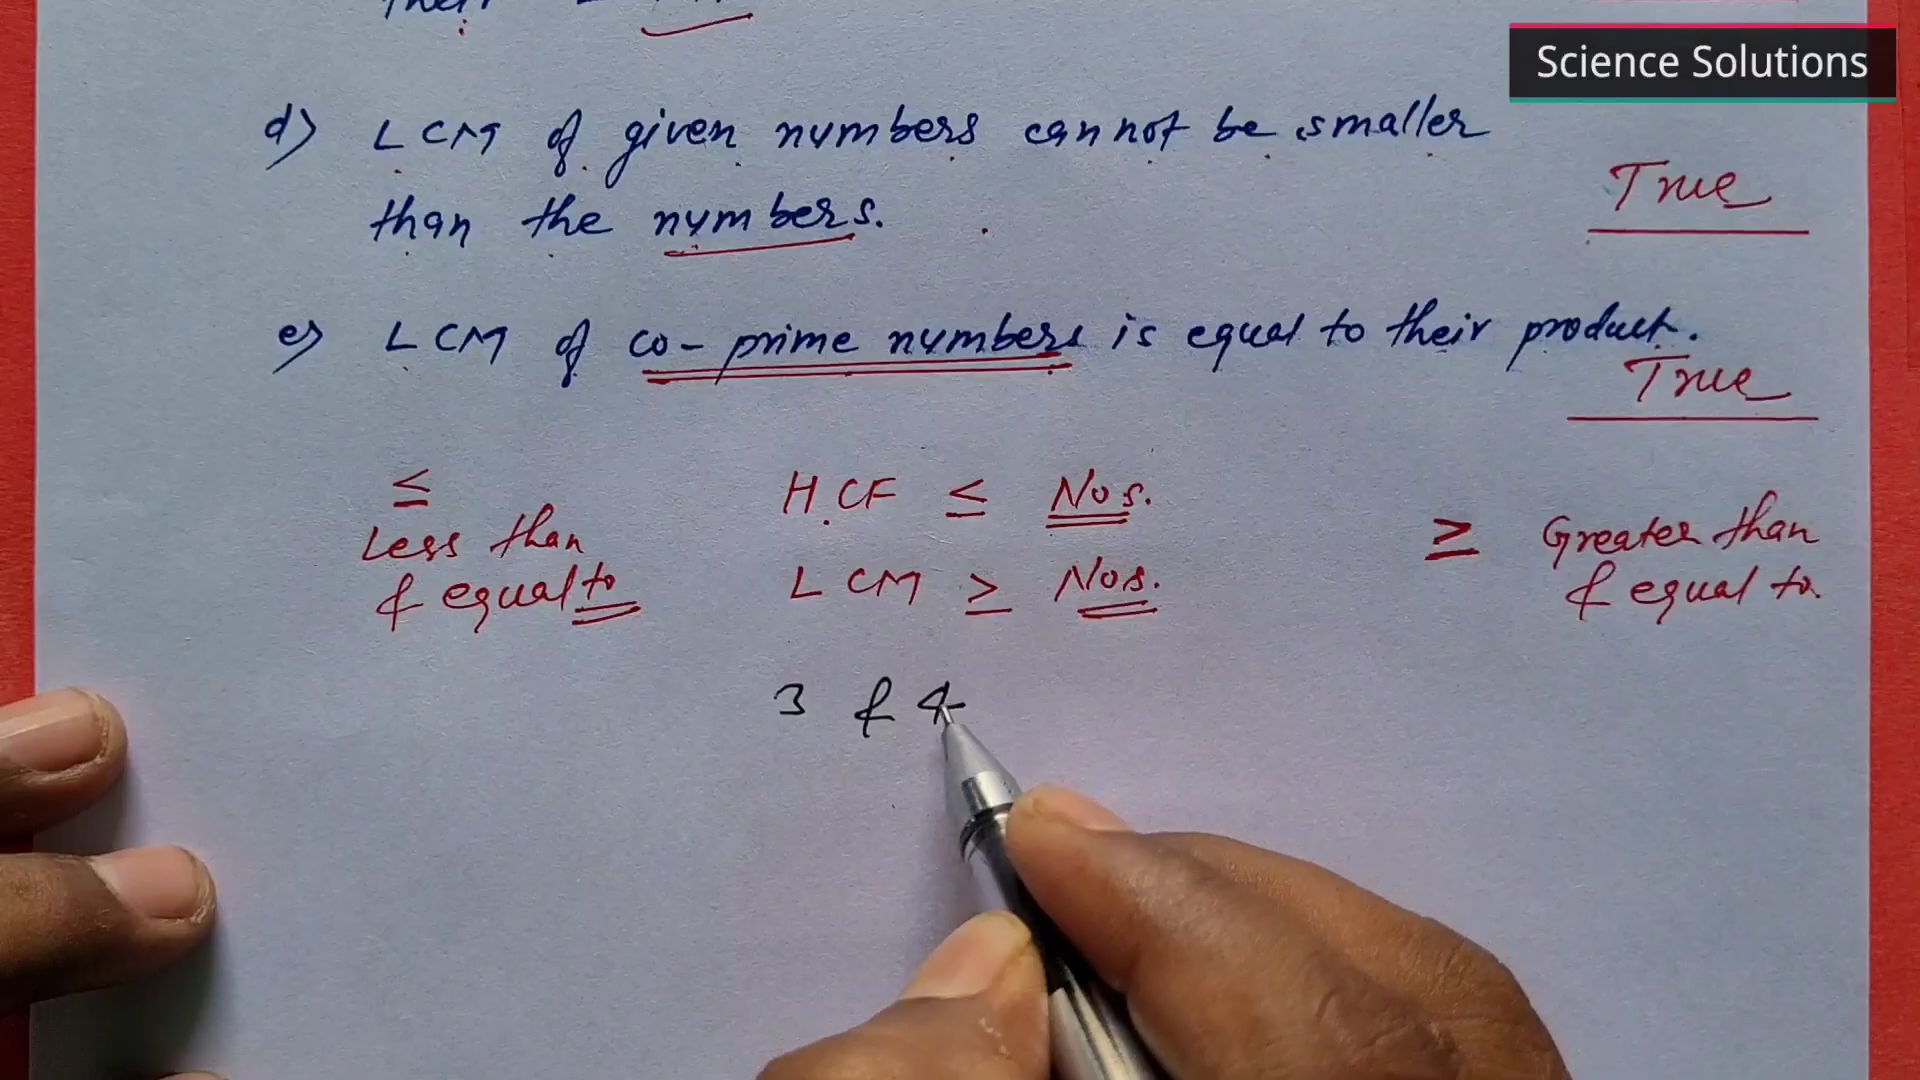 Science Solutions
d) LCM of given numbers cannot be smaller
than the numbers.
True
e) LCM of co-prime numbers is equal to their product.
True
≤
Less than
& equal to
H.CF ≤ Nos.
LCM ≥ Nos.
≥ Greater than
& equal to.
3 & 4